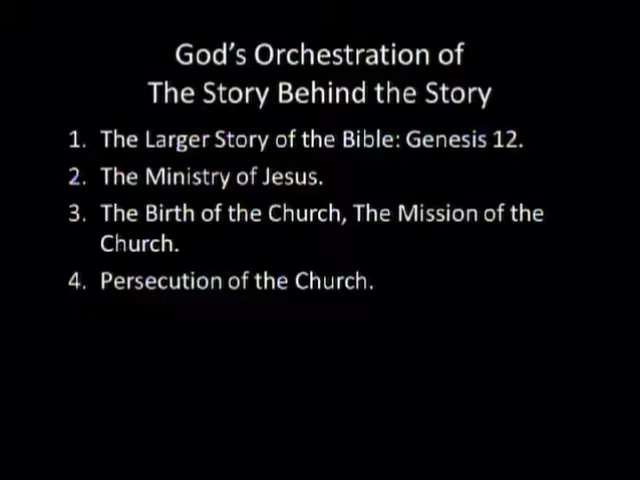 God's Orchestration of
The Story Behind the Story
1. The Larger Story of the Bible: Genesis 12.
2. The Ministry of Jesus.
3. The Birth of the Church, The Mission of the
Church.
4. Persecution of the Church.